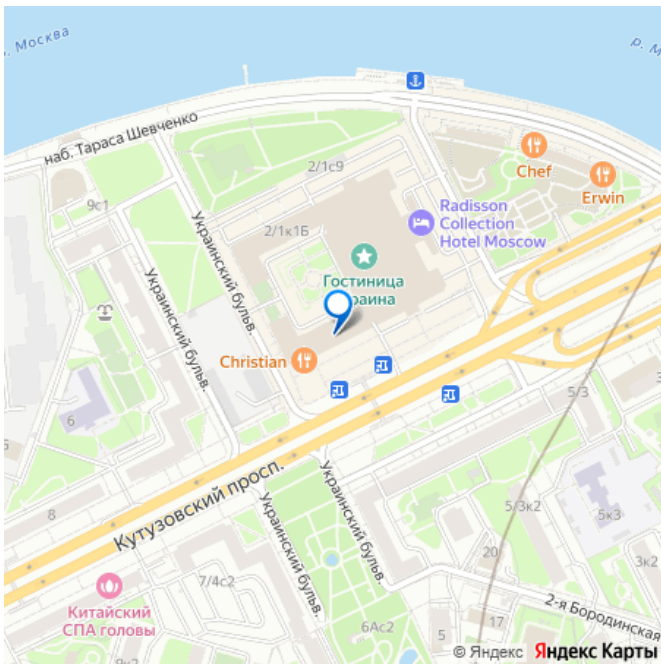 Москва
р. М
наб. Тараса Шевченко
2/1с9
Chef
Erwin
9с1
Украинский бульв.
2/1к1Б
Radisson
Collection
Hotel Moscow
Украинский бульв.
Гостиница
краина
Christian
6
5/3
8
Кутузовский просп.
Украинский бульв.
5/3к2
5к3
Украинский бульв.
20
3к2
7/4с2
Китайский
СПА головы
2-я Бородинская
17
6Ас2
5
9к2
© Яндекс Яндекс Карты